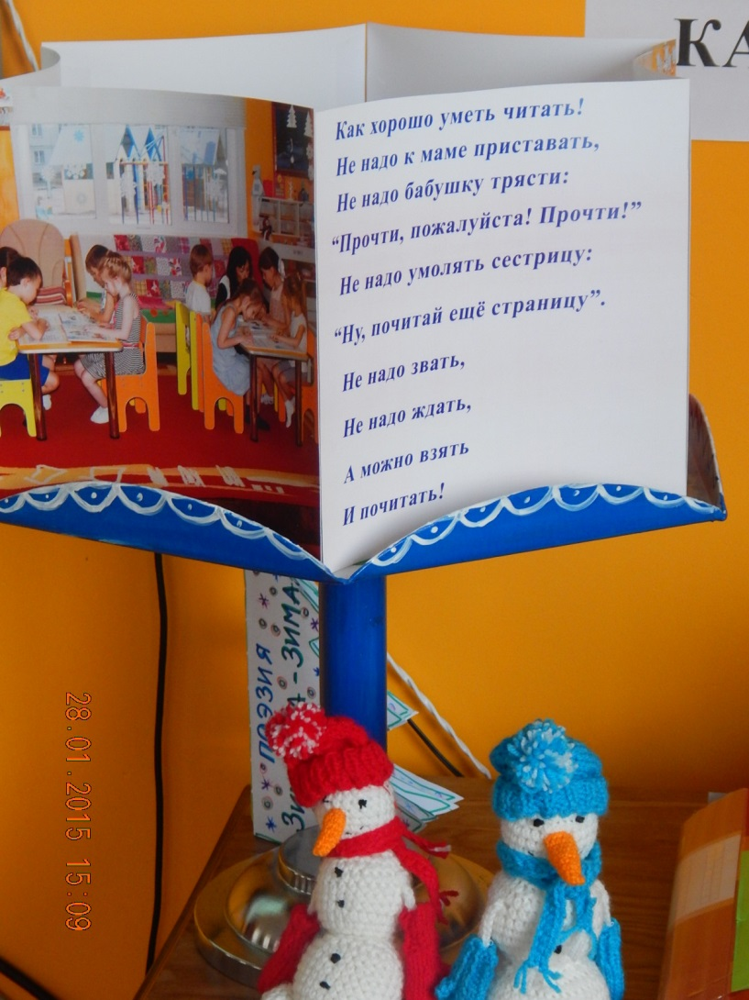 КА
Как хорошо уметь читать!
Не надо к маме приставать,
Не надо бабушку трясти:
“Прочти, пожалуйста! Прочти!”
Не надо умолять сестрицу:
“Ну, почитай ещё страницу”.
Не надо звать,
Не надо ждать,
А можно взять
И почитать!
ПОЭЗИЯ
-ЗИМА
28.01.2015 15:09